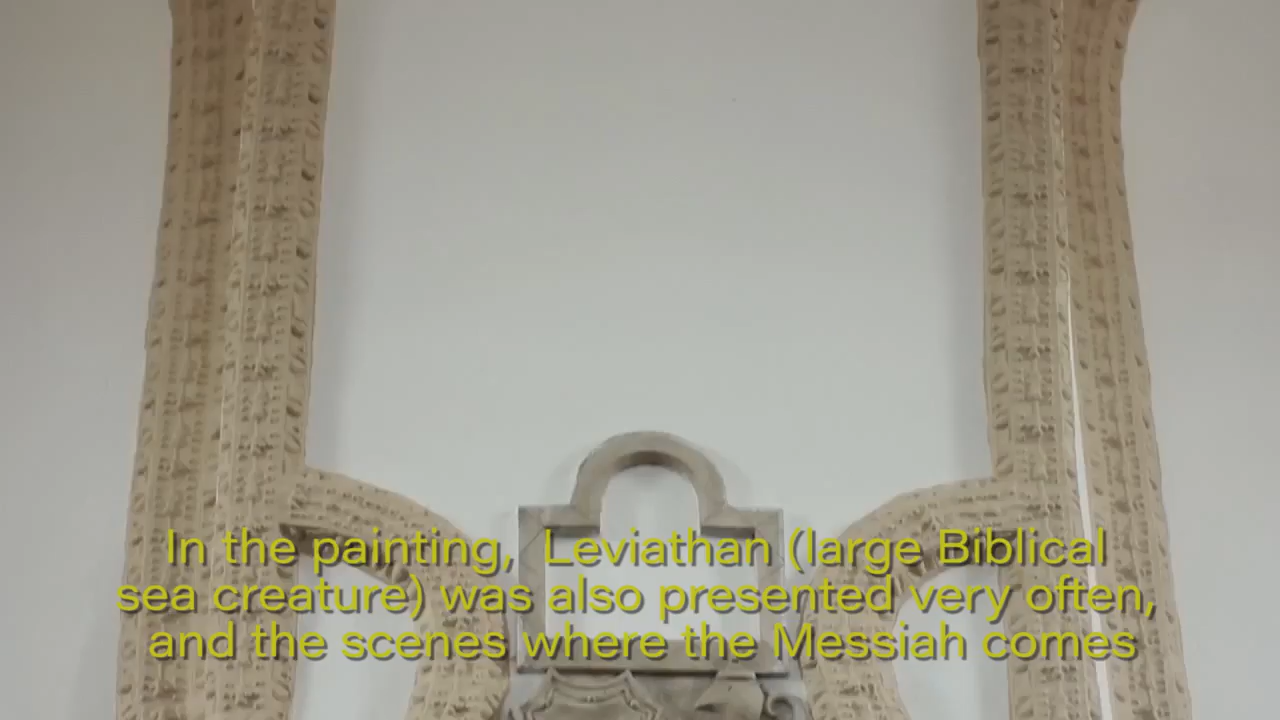 In the painting,  Leviathan (large Biblical
sea creature) was also presented very often,
and the scenes where the Messiah comes